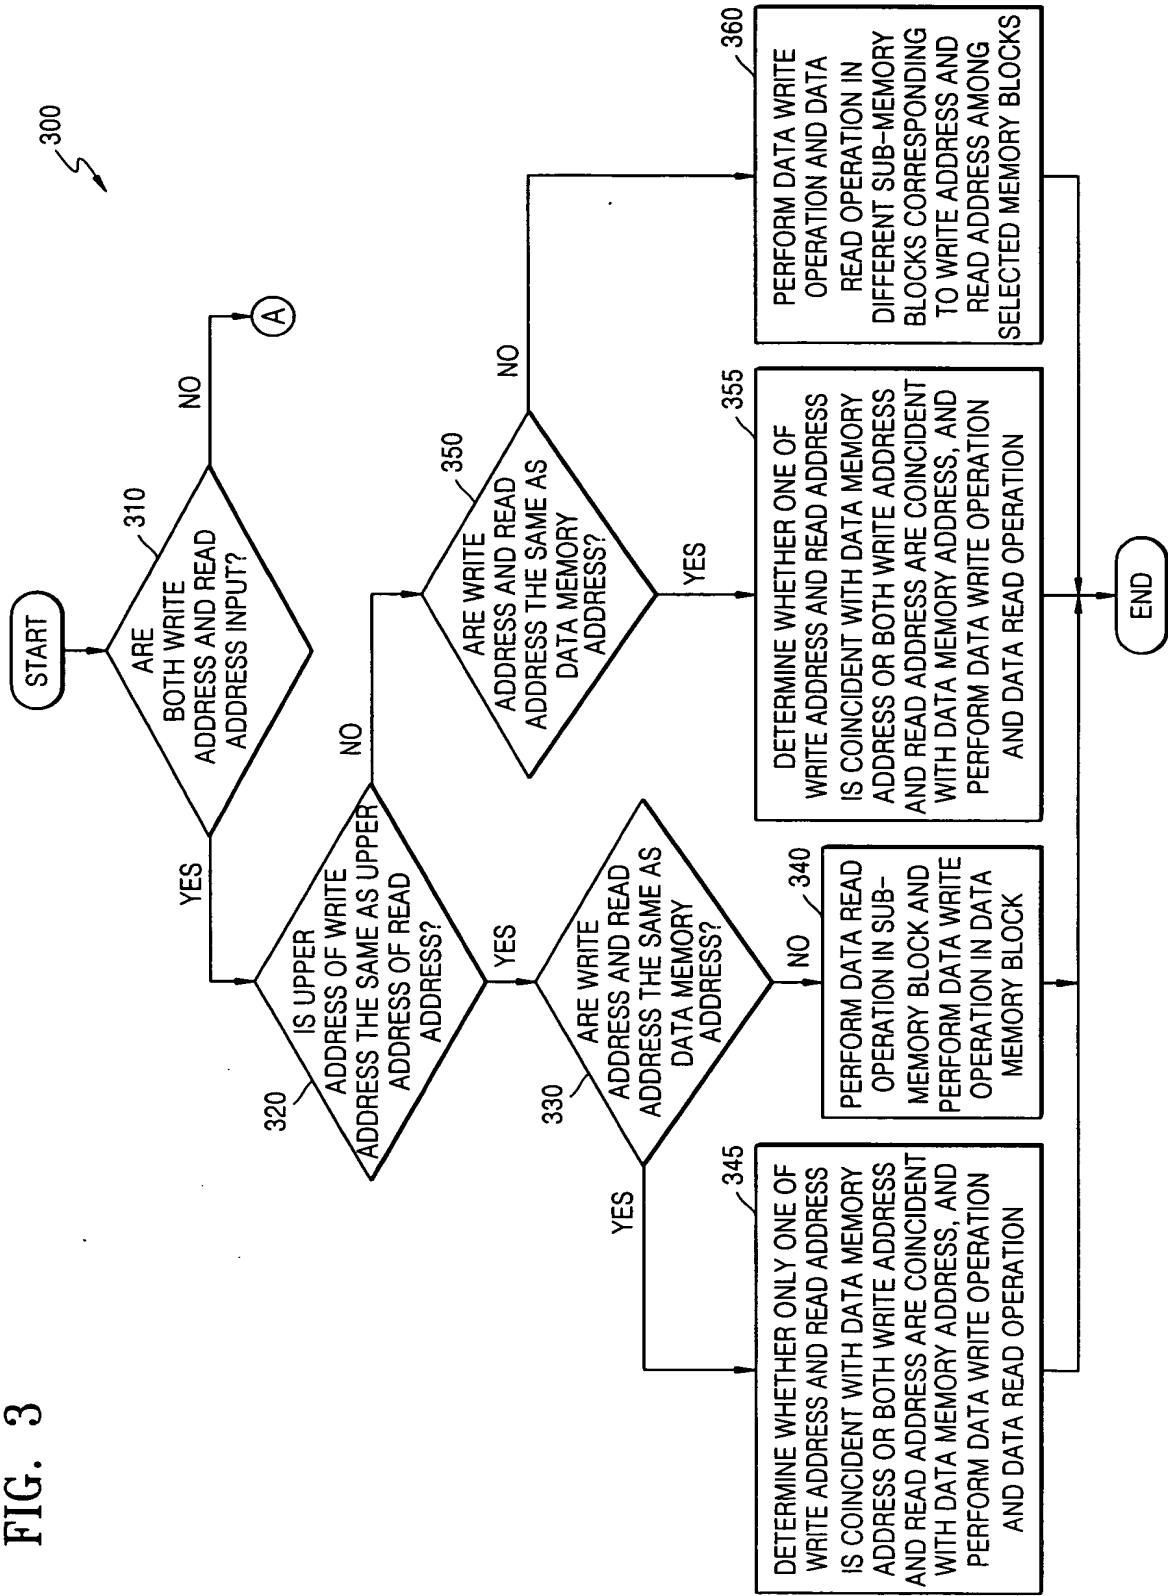 FIG. 3
300
START
310
ARE
BOTH WRITE
ADDRESS AND READ
ADDRESS INPUT?
NO
A
YES
320
IS UPPER
ADDRESS OF WRITE
ADDRESS THE SAME AS UPPER
ADDRESS OF READ
ADDRESS?
NO
YES
330
ARE WRITE
ADDRESS AND READ
ADDRESS THE SAME AS
DATA MEMORY
ADDRESS?
YES
NO
350
ARE WRITE
ADDRESS AND READ
ADDRESS THE SAME AS
DATA MEMORY
ADDRESS?
NO
YES
345
DETERMINE WHETHER ONLY ONE OF
WRITE ADDRESS AND READ ADDRESS
IS COINCIDENT WITH DATA MEMORY
ADDRESS OR BOTH WRITE ADDRESS
AND READ ADDRESS ARE COINCIDENT
WITH DATA MEMORY ADDRESS, AND
PERFORM DATA WRITE OPERATION
AND DATA READ OPERATION
340
PERFORM DATA READ
OPERATION IN SUB-
MEMORY BLOCK AND
PERFORM DATA WRITE
OPERATION IN DATA
MEMORY BLOCK
355
DETERMINE WHETHER ONE OF
WRITE ADDRESS AND READ ADDRESS
IS COINCIDENT WITH DATA MEMORY
ADDRESS OR BOTH WRITE ADDRESS
AND READ ADDRESS ARE COINCIDENT
WITH DATA MEMORY ADDRESS, AND
PERFORM DATA WRITE OPERATION
AND DATA READ OPERATION
360
PERFORM DATA WRITE
OPERATION AND DATA
READ OPERATION IN
DIFFERENT SUB-MEMORY
BLOCKS CORRESPONDING
TO WRITE ADDRESS AND
READ ADDRESS AMONG
SELECTED MEMORY BLOCKS
END